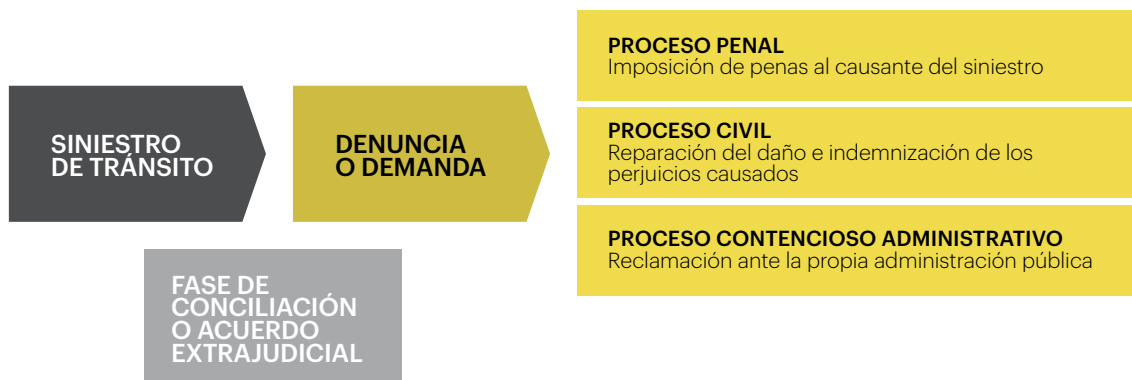 SINIESTRO
DE TRÁNSITO
DENUNCIA
O DEMANDA
FASE DE
CONCILIACIÓN
O ACUERDO
EXTRAJUDICIAL
PROCESO PENAL
Imposición de penas al causante del siniestro
PROCESO CIVIL
Reparación del daño e indemnización de los
perjuicios causados
PROCESO CONTENCIOSO ADMINISTRATIVO
Reclamación ante la propia administración pública